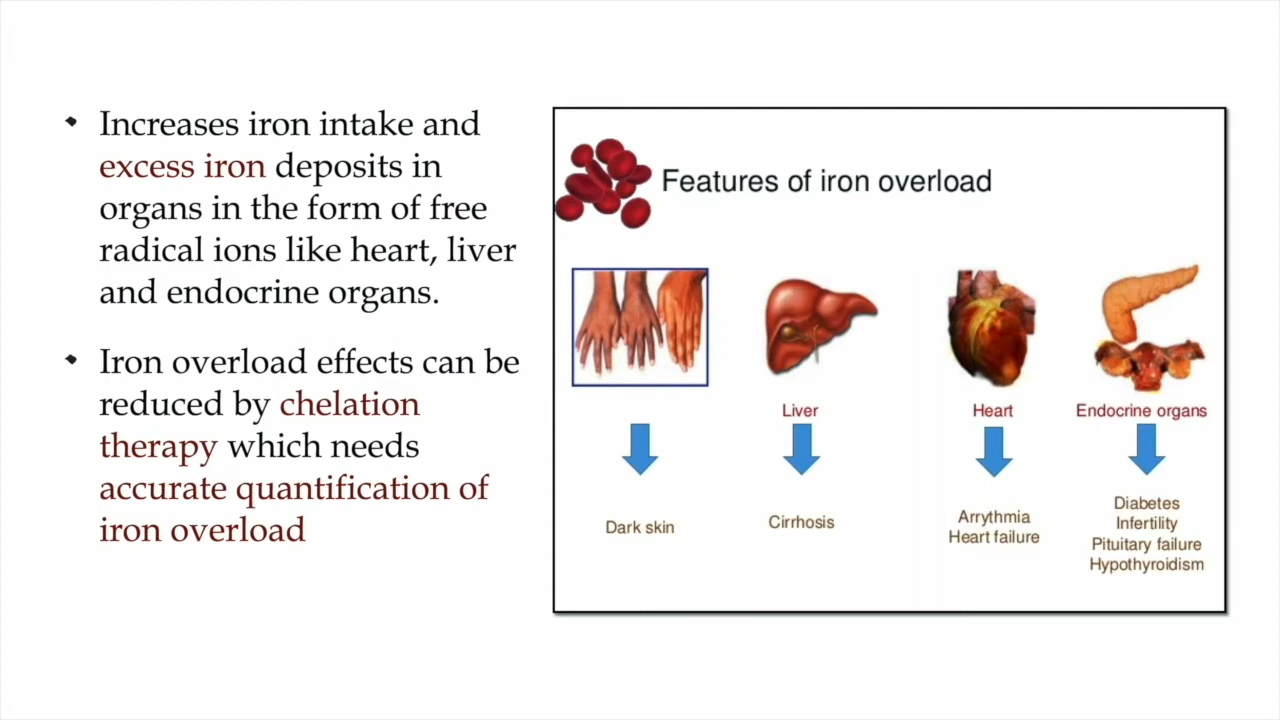 Increases iron intake and
excess iron deposits in
organs in the form of free
radical ions like heart, liver
and endocrine organs.
Iron overload effects can be
reduced by chelation
therapy which needs
accurate quantification of
iron overload
Features of iron overload
Liver
Heart
Endocrine organs
Dark skin
Cirrhosis
Arrythmia
Heart failure
Diabetes
Infertility
Pituitary failure
Hypothyroidism